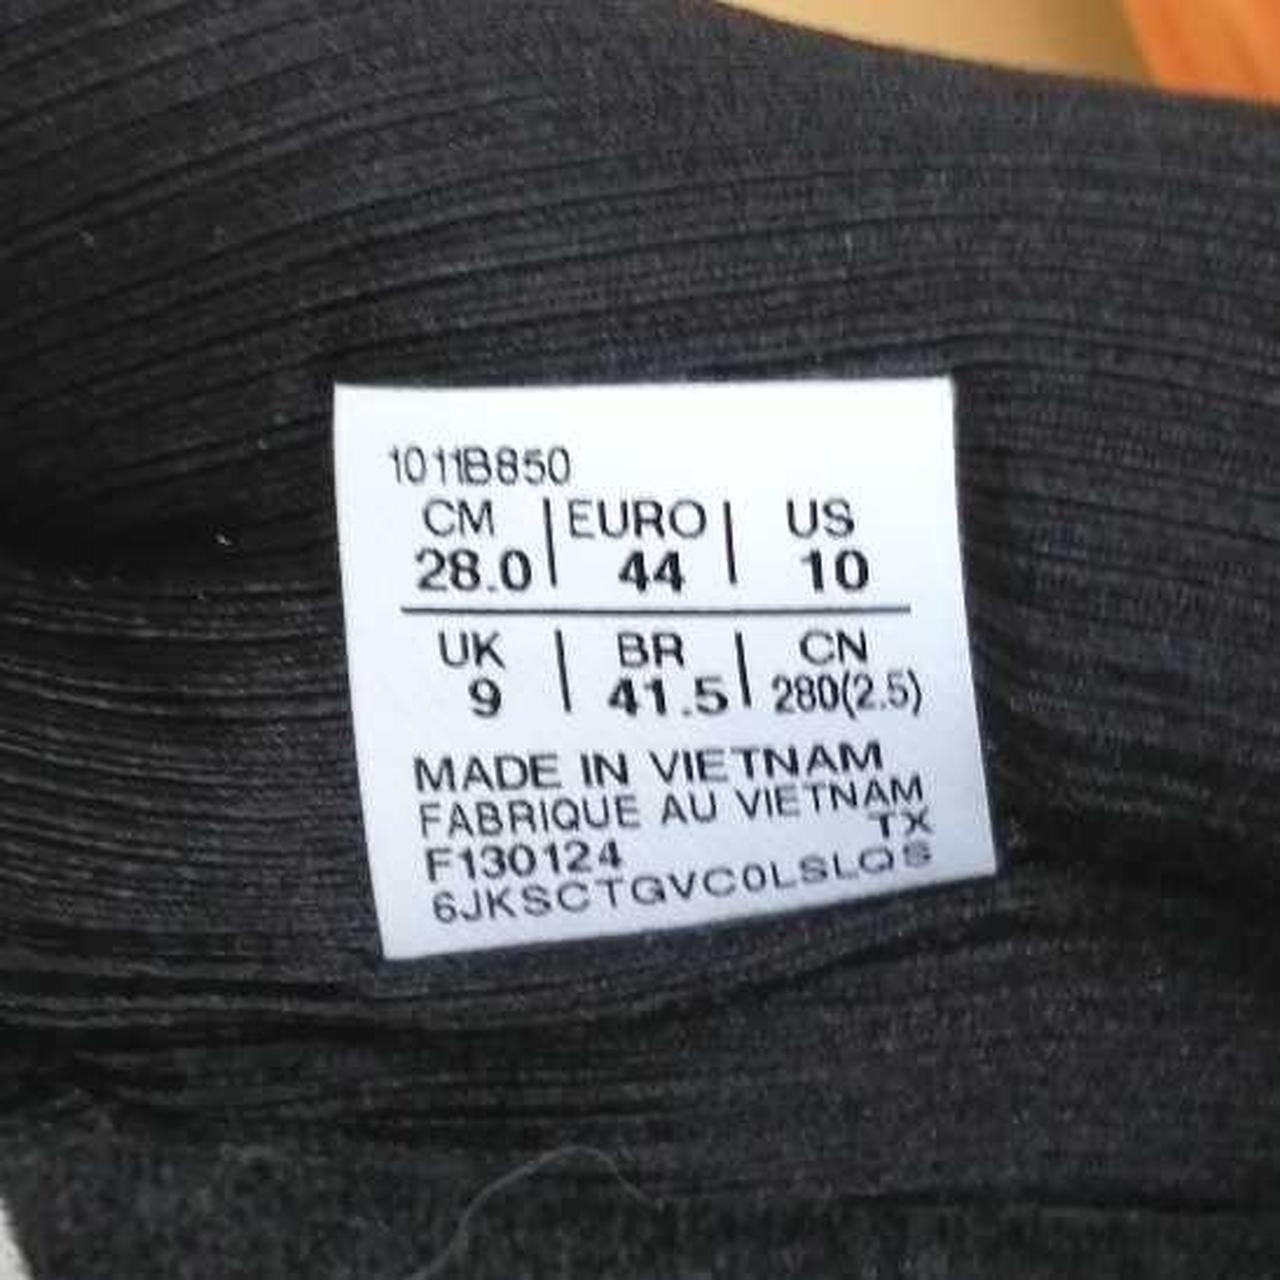 1011B850
CM | EURO | US
28.0 | 44 | 10
UK | BR | CN
9 | 41.5 | 280(2.5)
MADE IN VIETNAM
FABRIQUE AU VIETNAM
TX
F130124
6JKSCTGVC0LSLQS